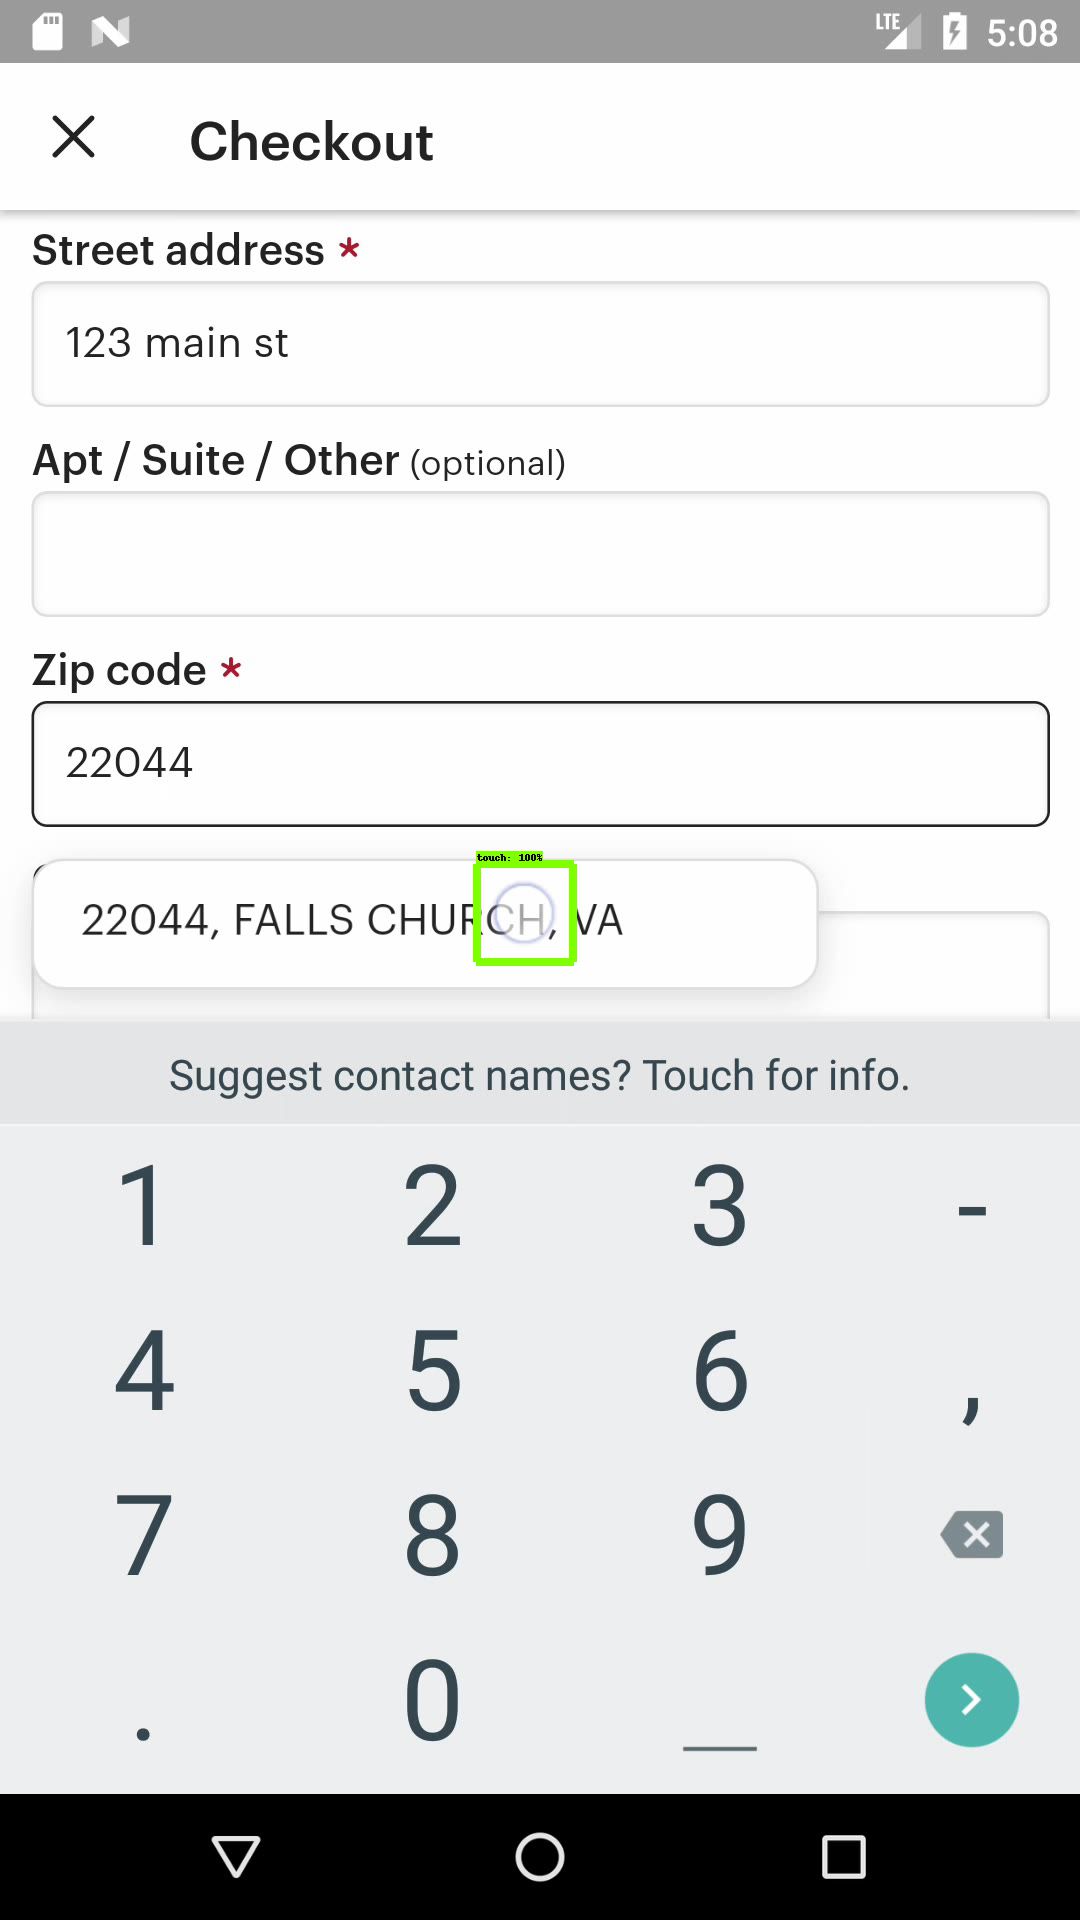 LTE 5:08
Checkout
Street address *
123 main st
Apt / Suite / Other (optional)
Zip code *
22044
touch: 100%
22044, FALLS CHURCH, VA
Suggest contact names? Touch for info.
1 2 3 -
4 5 6 ,
7 8 9
. 0 _